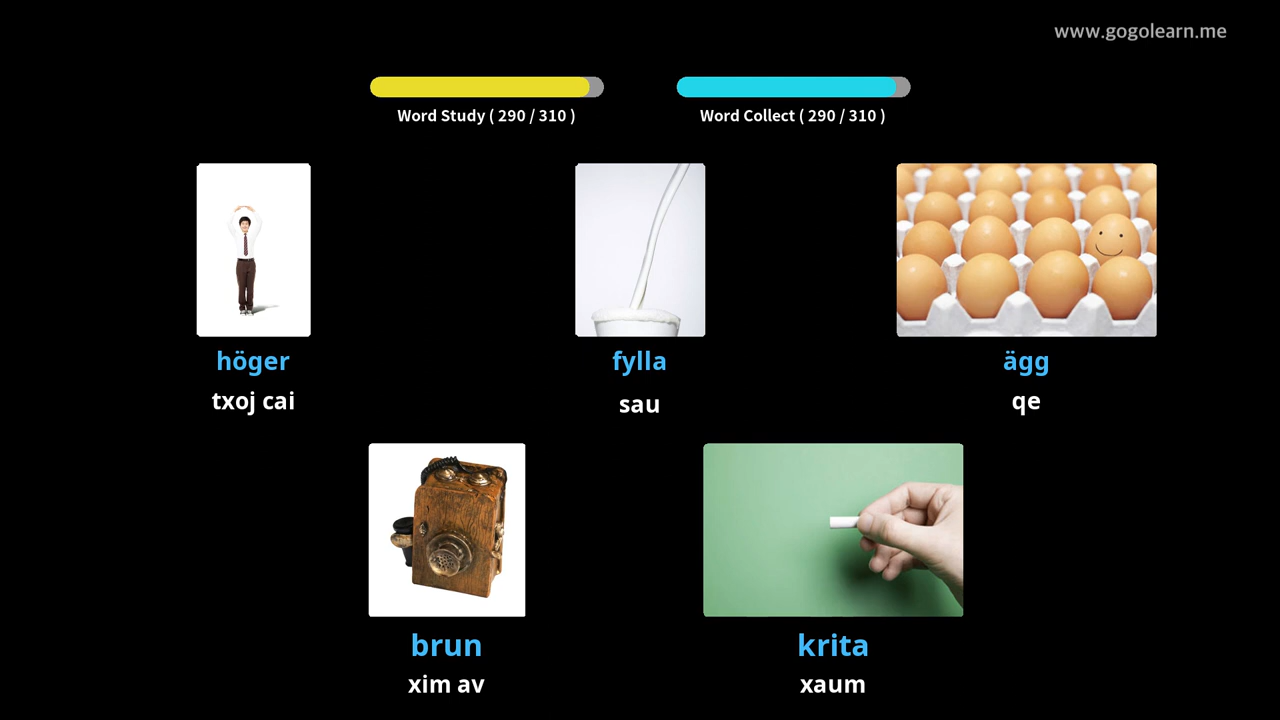 www.gogolearn.me
Word Study ( 290 / 310 )
Word Collect ( 290 / 310 )
höger
txoj cai
fylla
sau
ägg
qe
brun
xim av
krita
xaum